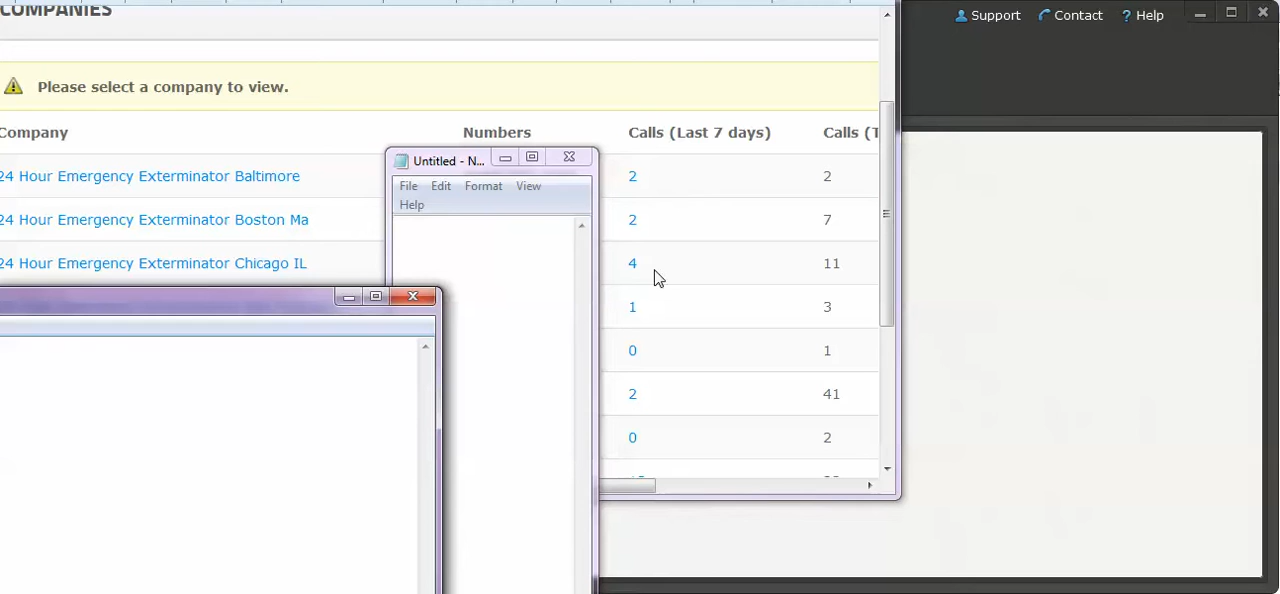 COMPANIES
Support Contact ? Help
Please select a company to view.
Company Numbers Calls (Last 7 days) Calls (T
24 Hour Emergency Exterminator Baltimore 2 2
24 Hour Emergency Exterminator Boston Ma 2 7
24 Hour Emergency Exterminator Chicago IL 4 11
1 3
0 1
2 41
0 2
Untitled - N...
File Edit Format View
Help